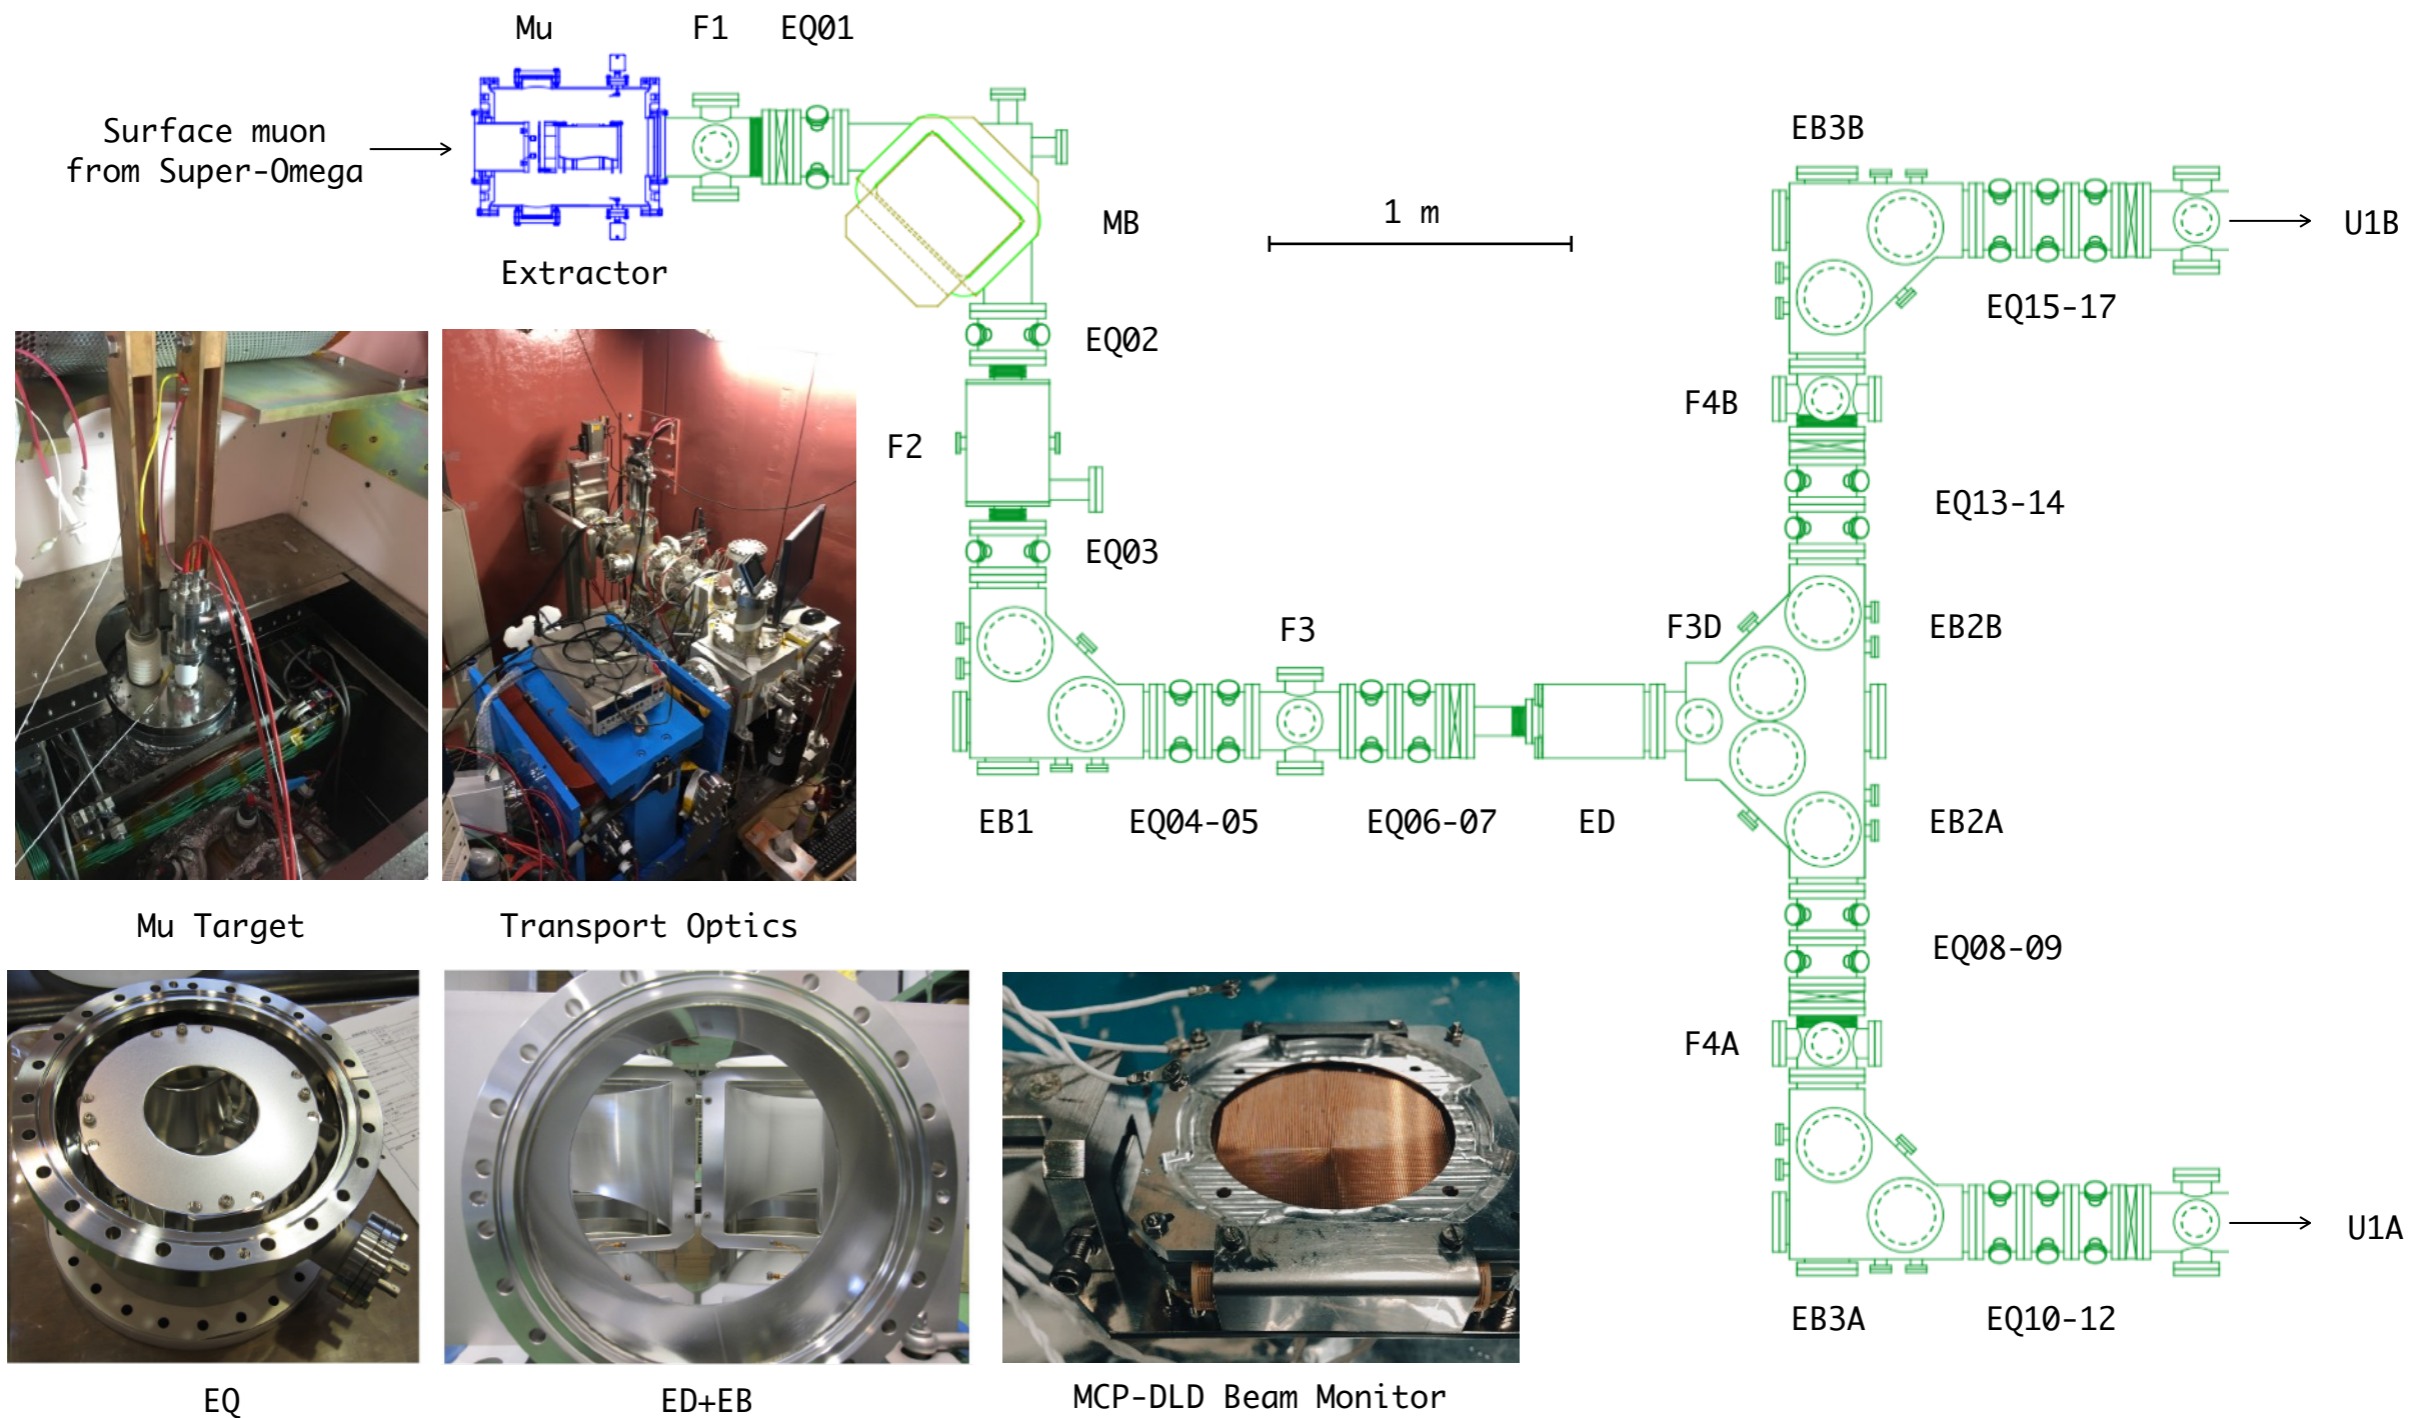 Mu
F1
EQ01
Surface muon
from Super-Omega
Extractor
MB
1 m
EB3B
U1B
EQ15-17
EQ02
F4B
F2
EQ13-14
EQ03
F3
F3D
EB2B
EB1
EQ04-05
EQ06-07
ED
EB2A
Mu Target
Transport Optics
EQ08-09
F4A
U1A
EB3A
EQ10-12
EQ
ED+EB
MCP-DLD Beam Monitor